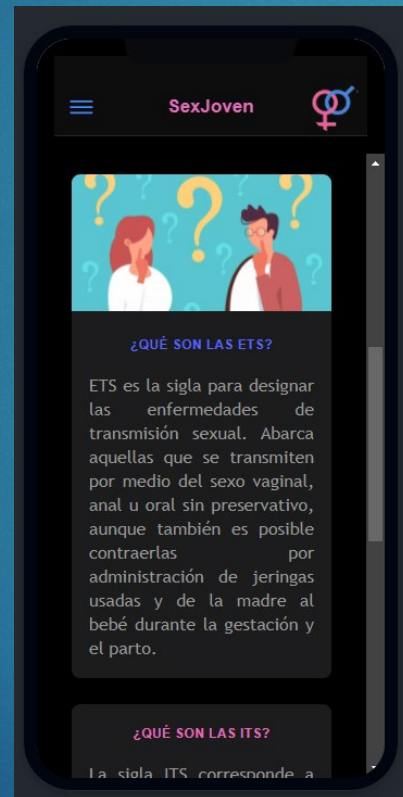 SexJoven
¿QUÉ SON LAS ETS?
ETS es la sigla para designar
las enfermedades de
transmisión sexual. Abarca
aquellas que se transmiten
por medio del sexo vaginal,
anal u oral sin preservativo,
aunque también es posible
contraerlas por
administración de jeringas
usadas y de la madre al
bebé durante la gestación y
el parto.
¿QUÉ SON LAS ITS?
La sigla ITS corresponde a